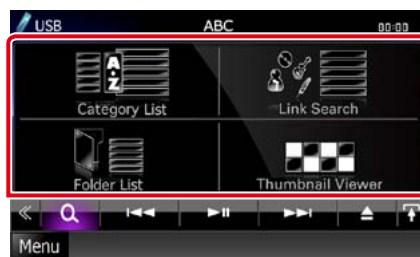 USB ABC 00:00
A Z
Category List Link Search
Folder List Thumbnail Viewer
Menu